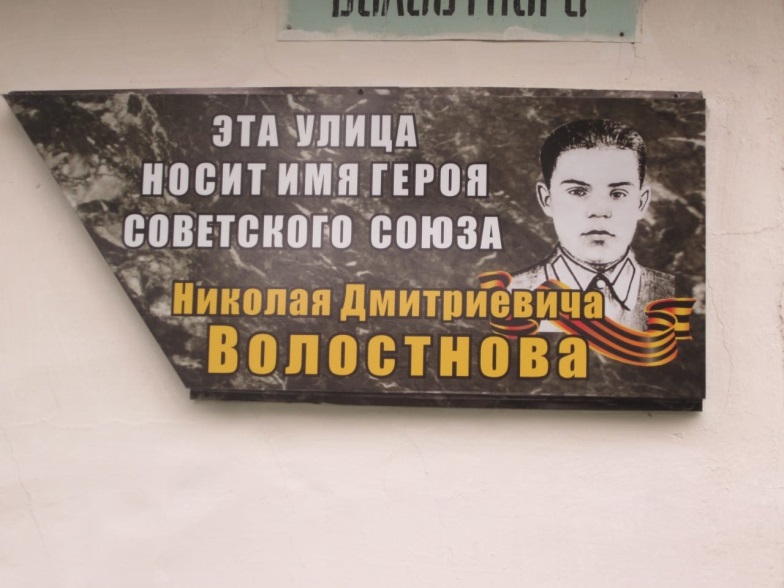 ЭТА УЛИЦА
НОСИТ ИМЯ ГЕРОЯ
СОВЕТСКОГО СОЮЗА
Николая Дмитриевича
Волостнова